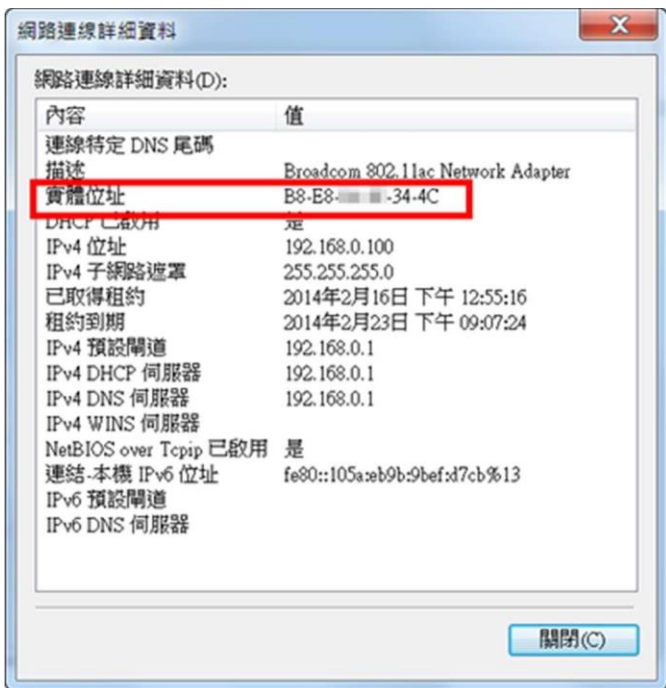 網路連線詳細資料
網路連線詳細資料(D):
內容 值
連線特定 DNS 尾碼
描述 Broadcom 802.11ac Network Adapter
實體位址 B8-E8- -34-4C
DHCP 已啟用 是
IPv4 位址 192.168.0.100
IPv4 子網路遮罩 255.255.255.0
已取得租約 2014年2月16日 下午 12:55:16
租約到期 2014年2月23日 下午 09:07:24
IPv4 預設閘道 192.168.0.1
IPv4 DHCP 伺服器 192.168.0.1
IPv4 DNS 伺服器 192.168.0.1
IPv4 WINS 伺服器
NetBIOS over Tcpip 已啟用 是
連結-本機 IPv6 位址 fe80::105a:eb9b:9bef:d7cb%13
IPv6 預設閘道
IPv6 DNS 伺服器
關閉(C)